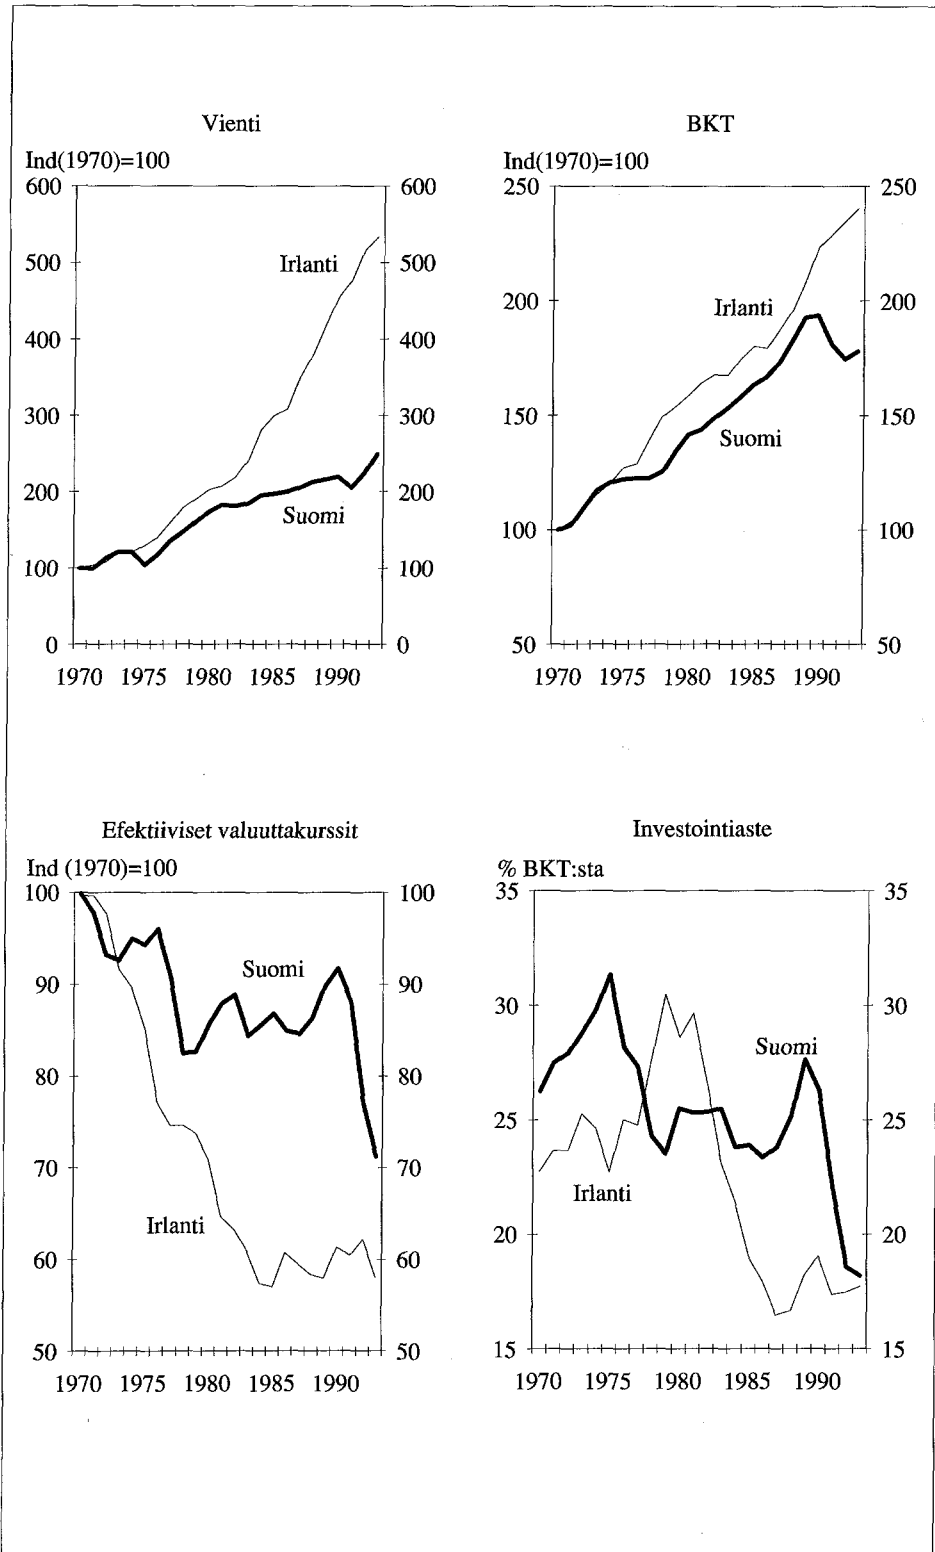 Vienti
Ind(1970)=100
600 600
500 500
Irlanti
400 400
300 300
200 200
Suomi
100 100
0 0
1970 1975 1980 1985 1990
BKT
Ind(1970)=100
250 250
Irlanti
200 200
150 150
Suomi
100 100
50 50
1970 1975 1980 1985 1990
Efektiiviset valuuttakurssit
Ind (1970)=100
100 100
Suomi
90 90
80 80
70 70
Irlanti
60 60
50 50
1970 1975 1980 1985 1990
Investointiaste
% BKT:sta
35 35
30 30
Suomi
25 25
Irlanti
20 20
15 15
1970 1975 1980 1985 1990